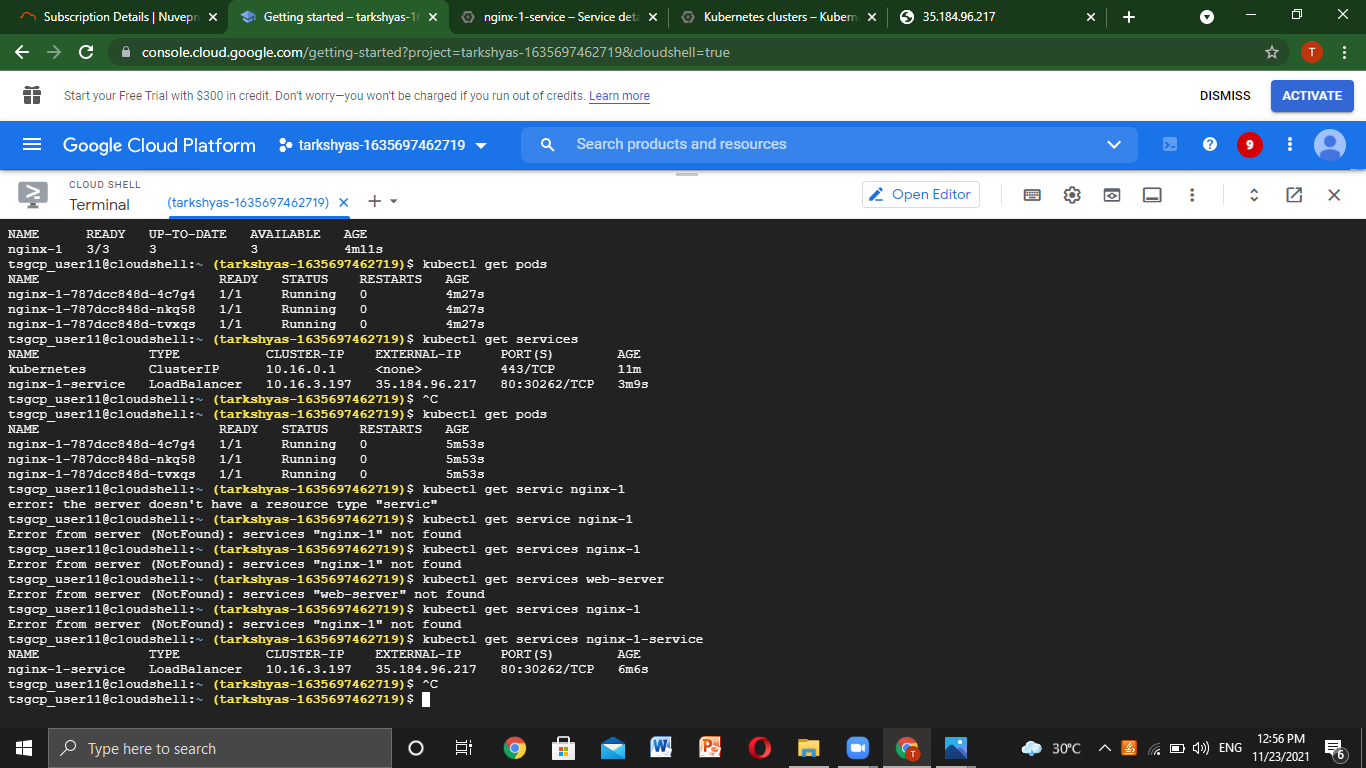 Subscription Details | Nuvepr
Getting started – tarkshyas-16
nginx-1-service – Service deta
Kubernetes clusters – Kubern
35.184.96.217
console.cloud.google.com/getting-started?project=tarkshyas-1635697462719&cloudshell=true
T
Start your Free Trial with $300 in credit. Don't worry—you won't be charged if you run out of credits. Learn more
DISMISS
ACTIVATE
Google Cloud Platform
tarkshyas-1635697462719
Search products and resources
9
CLOUD SHELL
Terminal
(tarkshyas-1635697462719)
Open Editor
NAME READY UP-TO-DATE AVAILABLE AGE
nginx-1 3/3 3 3 4m11s
tsgcp_user11@cloudshell:~ (tarkshyas-1635697462719)$ kubectl get pods
NAME READY STATUS RESTARTS AGE
nginx-1-787dcc848d-4c7g4 1/1 Running 0 4m27s
nginx-1-787dcc848d-nkq58 1/1 Running 0 4m27s
nginx-1-787dcc848d-tvxqs 1/1 Running 0 4m27s
tsgcp_user11@cloudshell:~ (tarkshyas-1635697462719)$ kubectl get services
NAME TYPE CLUSTER-IP EXTERNAL-IP PORT(S) AGE
kubernetes ClusterIP 10.16.0.1 <none> 443/TCP 11m
nginx-1-service LoadBalancer 10.16.3.197 35.184.96.217 80:30262/TCP 3m9s
tsgcp_user11@cloudshell:~ (tarkshyas-1635697462719)$ ^C
tsgcp_user11@cloudshell:~ (tarkshyas-1635697462719)$ kubectl get pods
NAME READY STATUS RESTARTS AGE
nginx-1-787dcc848d-4c7g4 1/1 Running 0 5m53s
nginx-1-787dcc848d-nkq58 1/1 Running 0 5m53s
nginx-1-787dcc848d-tvxqs 1/1 Running 0 5m53s
tsgcp_user11@cloudshell:~ (tarkshyas-1635697462719)$ kubectl get servic nginx-1
error: the server doesn't have a resource type "servic"
tsgcp_user11@cloudshell:~ (tarkshyas-1635697462719)$ kubectl get service nginx-1
Error from server (NotFound): services "nginx-1" not found
tsgcp_user11@cloudshell:~ (tarkshyas-1635697462719)$ kubectl get services nginx-1
Error from server (NotFound): services "nginx-1" not found
tsgcp_user11@cloudshell:~ (tarkshyas-1635697462719)$ kubectl get services web-server
Error from server (NotFound): services "web-server" not found
tsgcp_user11@cloudshell:~ (tarkshyas-1635697462719)$ kubectl get services nginx-1
Error from server (NotFound): services "nginx-1" not found
tsgcp_user11@cloudshell:~ (tarkshyas-1635697462719)$ kubectl get services nginx-1-service
NAME TYPE CLUSTER-IP EXTERNAL-IP PORT(S) AGE
nginx-1-service LoadBalancer 10.16.3.197 35.184.96.217 80:30262/TCP 6m6s
tsgcp_user11@cloudshell:~ (tarkshyas-1635697462719)$ ^C
tsgcp_user11@cloudshell:~ (tarkshyas-1635697462719)$
Type here to search
30°C
ENG
12:56 PM
11/23/2021
6